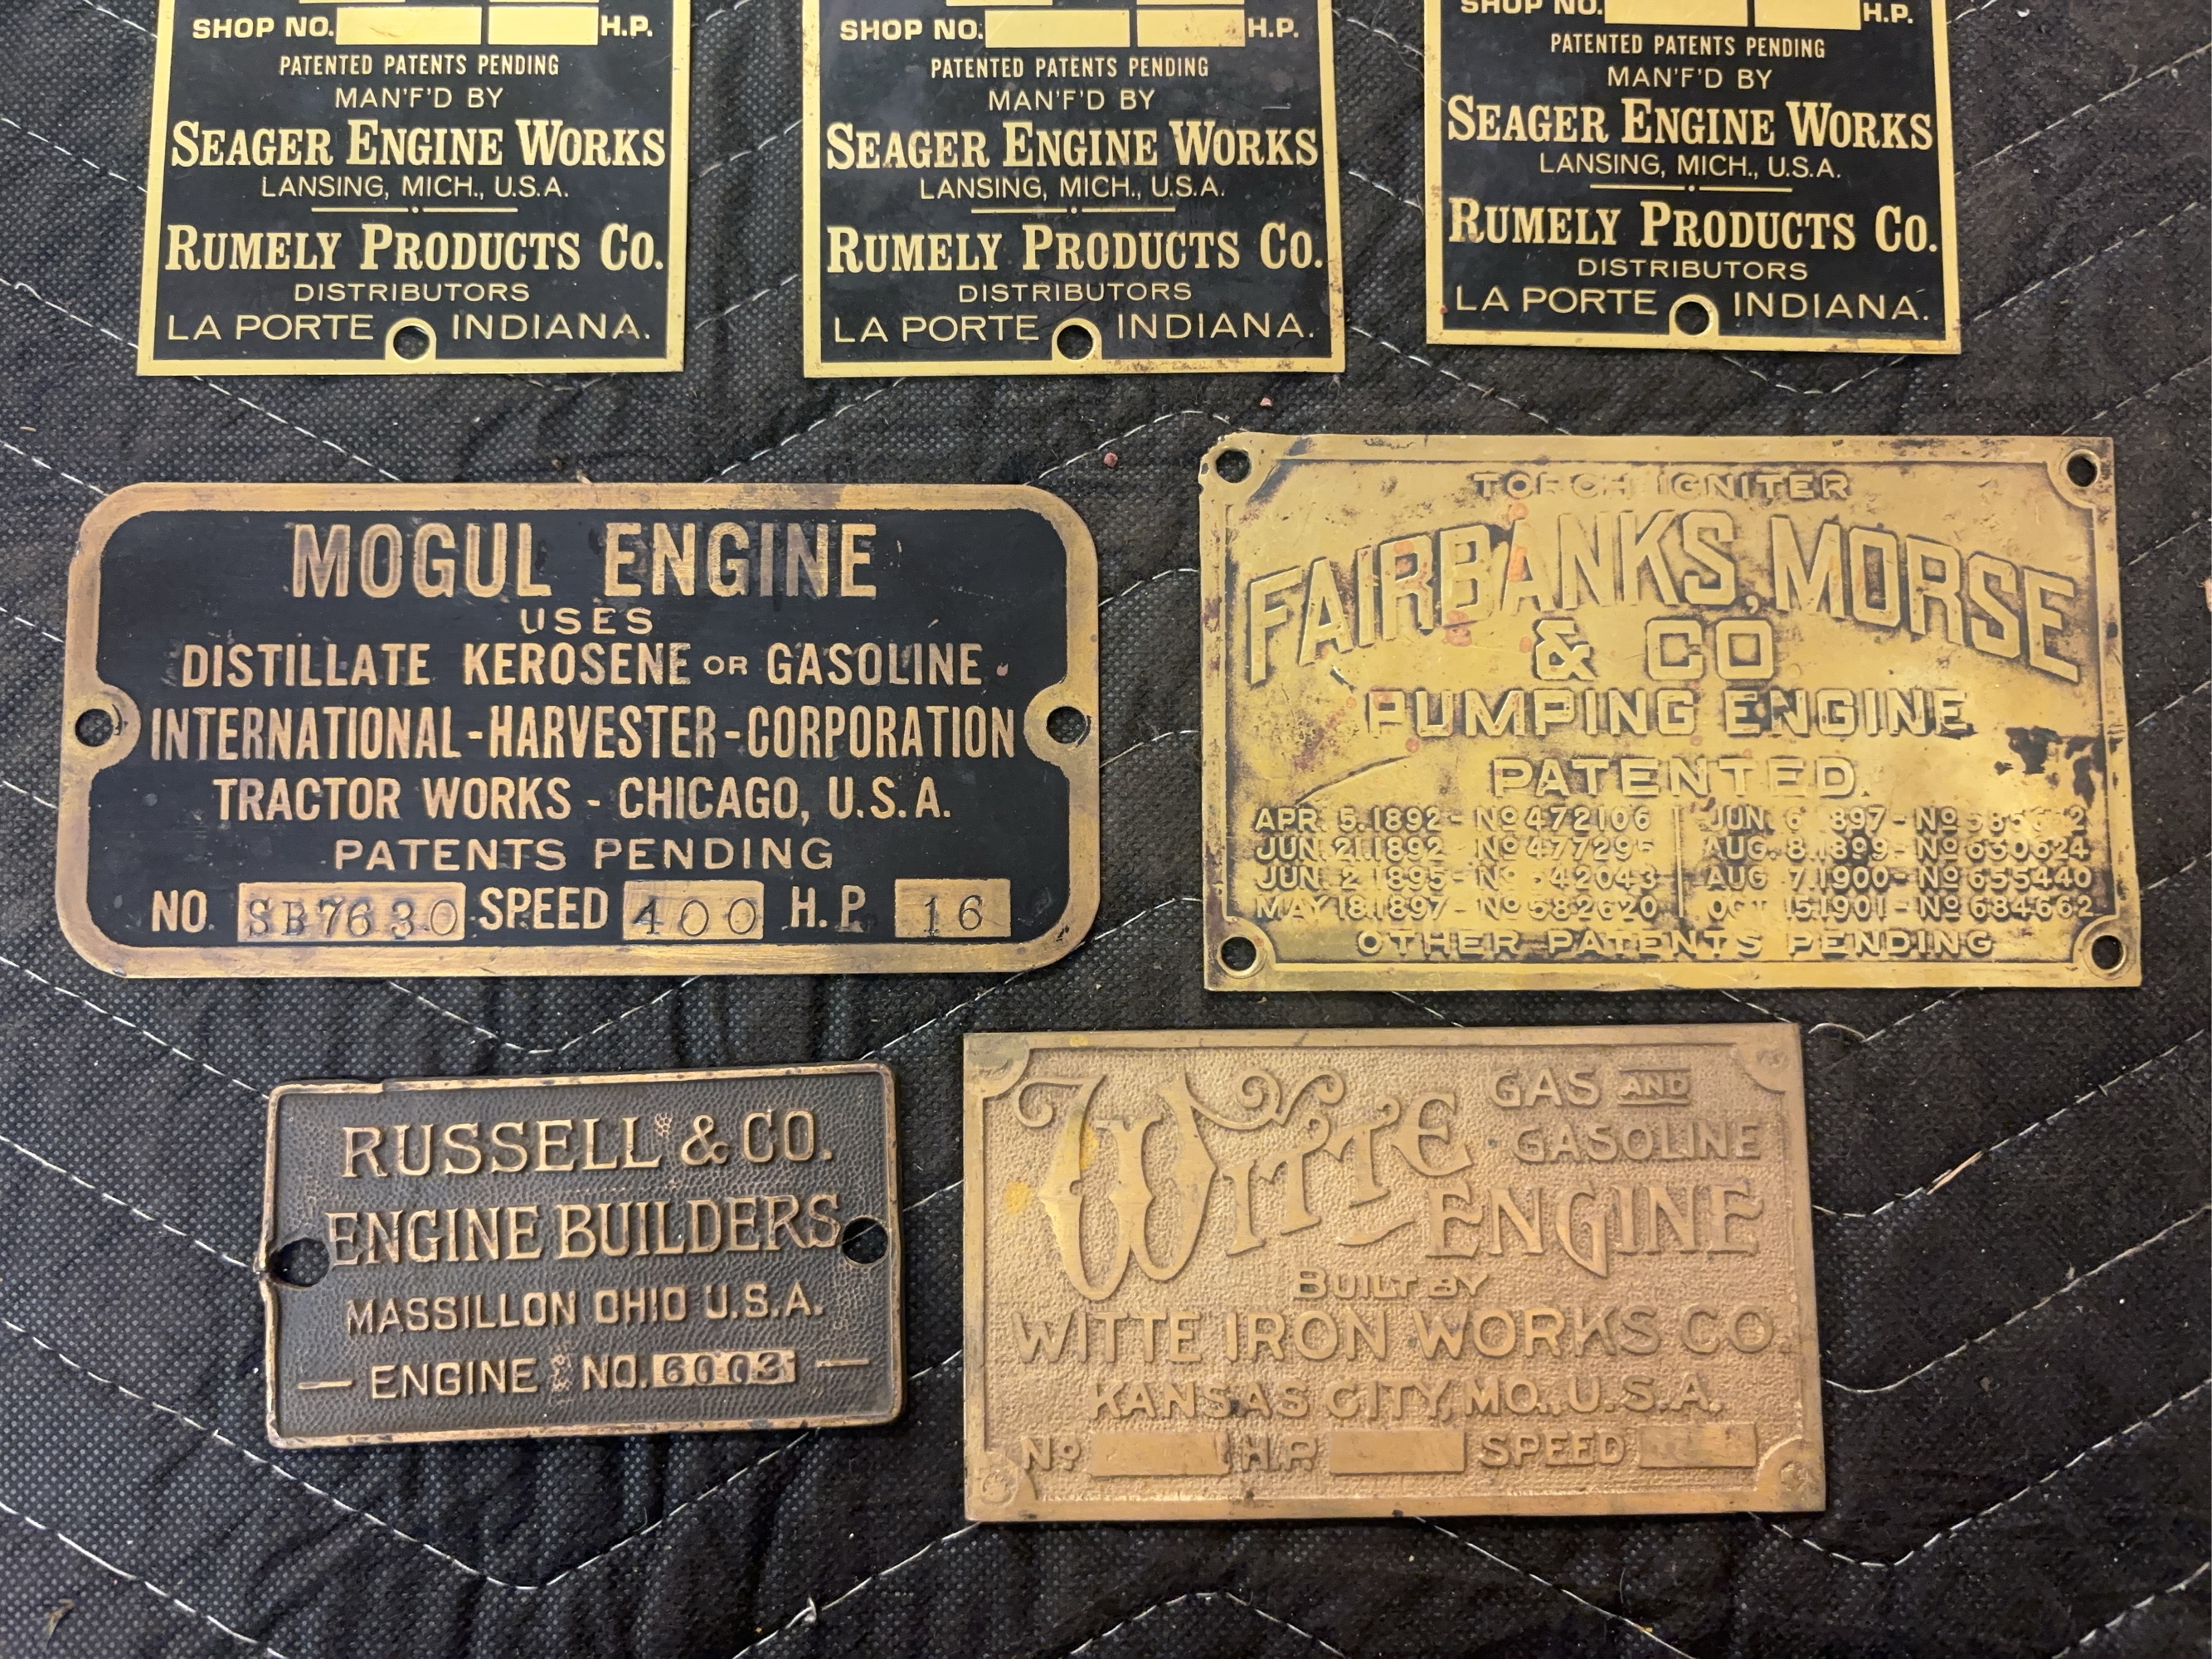 SHOP NO. H.P.
PATENTED PATENTS PENDING
MAN'F'D BY
SEAGER ENGINE WORKS
LANSING, MICH., U.S.A.
RUMELY PRODUCTS CO.
DISTRIBUTORS
LA PORTE INDIANA.
SHOP NO. H.P.
PATENTED PATENTS PENDING
MAN'F'D BY
SEAGER ENGINE WORKS
LANSING, MICH., U.S.A.
RUMELY PRODUCTS CO.
DISTRIBUTORS
LA PORTE INDIANA.
SHOP NO. H.P.
PATENTED PATENTS PENDING
MAN'F'D BY
SEAGER ENGINE WORKS
LANSING, MICH., U.S.A.
RUMELY PRODUCTS CO.
DISTRIBUTORS
LA PORTE INDIANA.
MOGUL ENGINE
USES
DISTILLATE KEROSENE OR GASOLINE
INTERNATIONAL-HARVESTER-CORPORATION
TRACTOR WORKS - CHICAGO, U.S.A.
PATENTS PENDING
NO. SB7630 SPEED 400 H.P. 16
TORCH IGNITER
FAIRBANKS, MORSE
& CO
PUMPING ENGINE
PATENTED.
APR. 5.1892- No 472106 JUN. 1897- No
JUN. 21.1892- No AUG. 8.1899- No 630624
JUN. 2 1895- No AUG 7.1900- No 655440
MAY 18.1897- No 582620 OCT 15.1901- No 684662
OTHER PATENTS PENDING
RUSSELL & CO.
ENGINE BUILDERS
MASSILLON OHIO U.S.A.
ENGINE NO. 6003
WITTE GAS AND
GASOLINE
ENGINE
BUILT BY
WITTE IRON WORKS CO.
KANSAS CITY, MO., U.S.A.
No H.P. SPEED